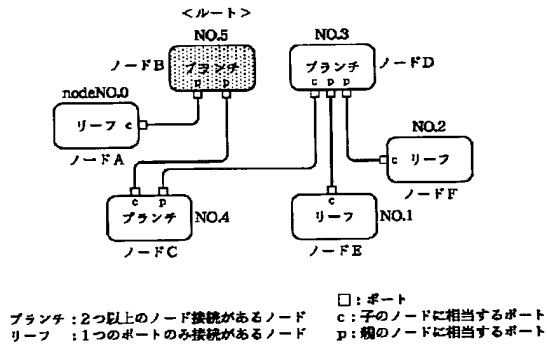 <ルート>
NO.5
NO.3
ノードB
ブランチ
p p
ブランチ
c p p
ノードD
nodeNO.0
リーフ c
ノードA
NO.2
c リーフ
ノードF
c p
ブランチ
NO.4
ノードC
c
リーフ
NO.1
ノードE
□:ポート
ブランチ:2つ以上のノード接続があるノード
c:子のノードに相当するポート
リーフ :1つのポートのみ接続があるノード
p:親のノードに相当するポート